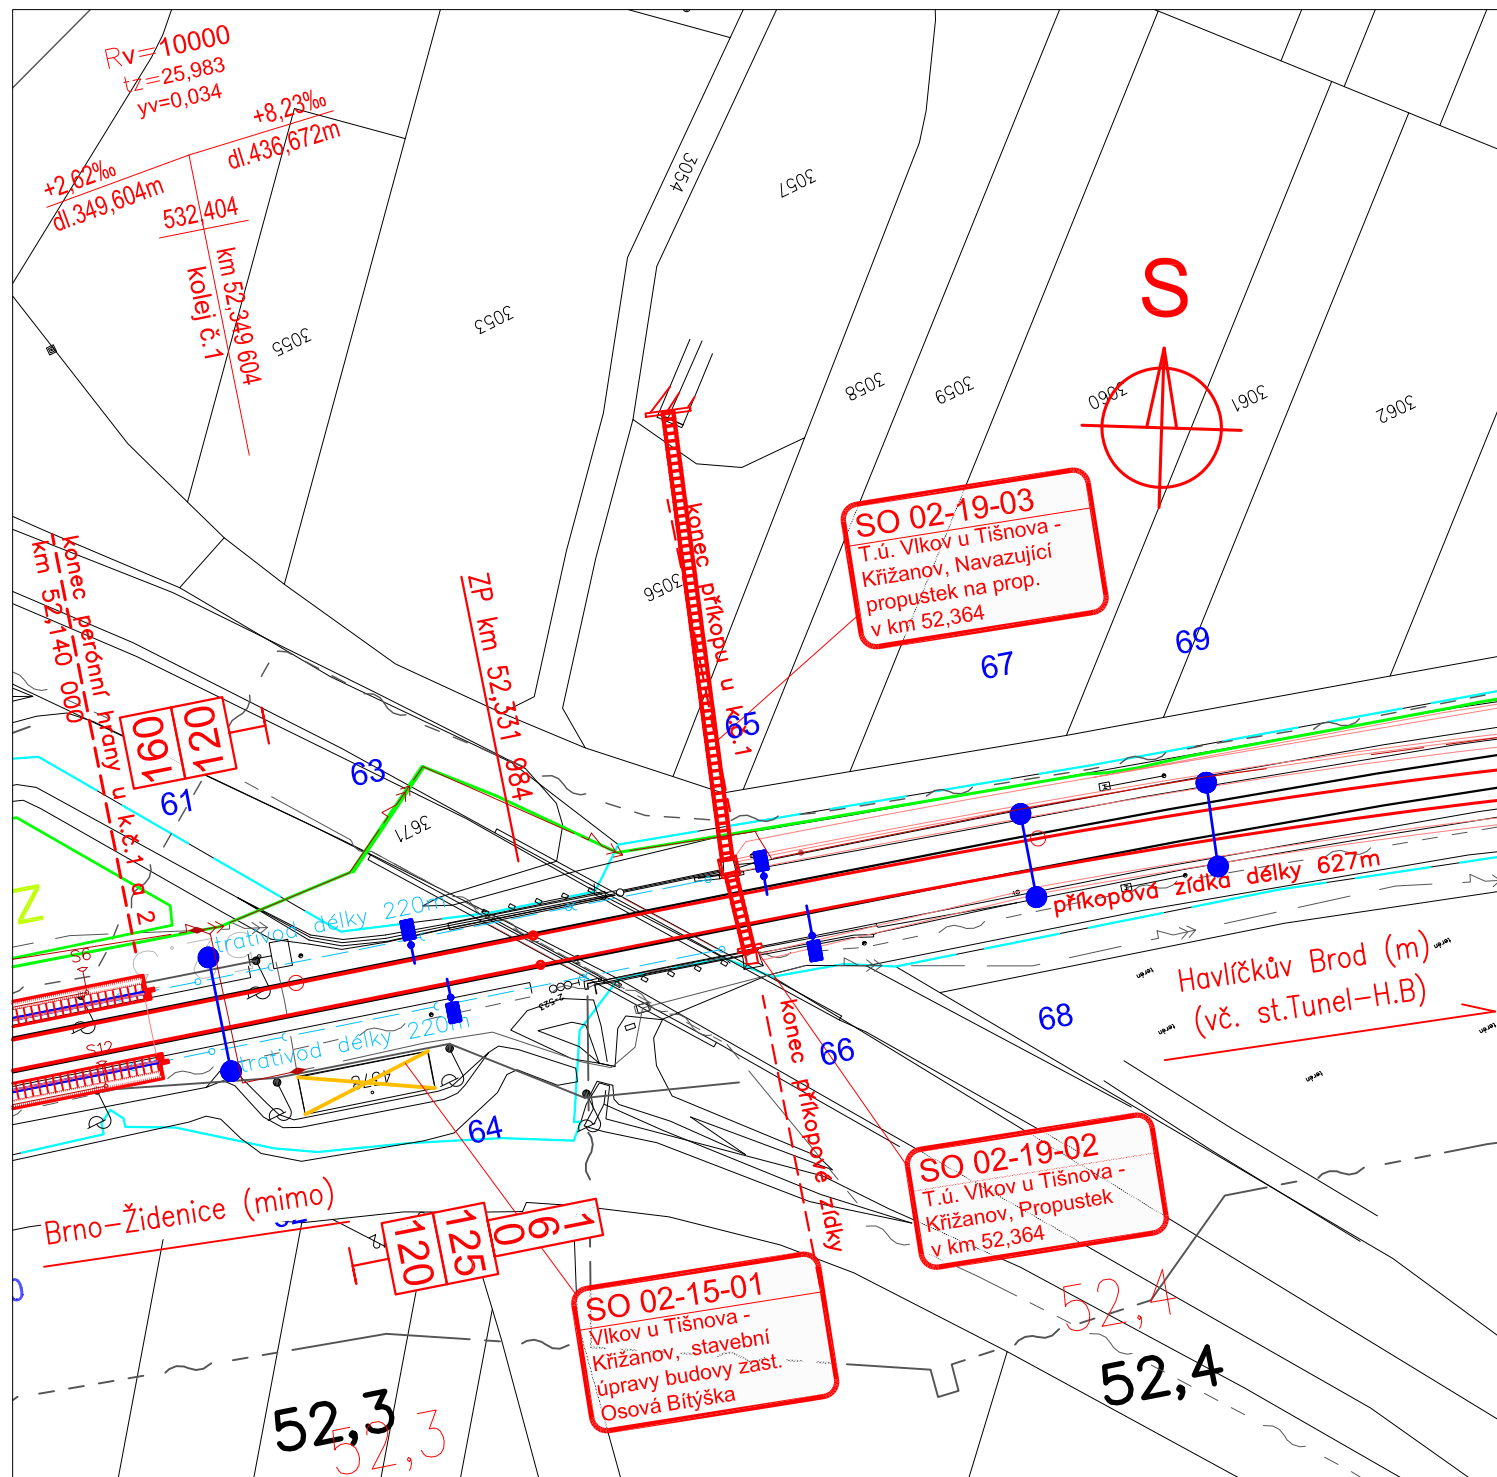 Rv=10000
tz=25,983
yv=0,034
+2,62‰
dl.349,604m
+8,23‰
dl.436,672m
532,404
km 52,349 604
kolej č.1
3054
3057
3055
3053
3058
3059
3060
3061
3062
3056
3671
S
konec perónní hrany u k.č.1 a 2
km 52,140 000
ZP km 52,331 984
konec příkopu u k.č.1
SO 02-19-03
T.ú. Vlkov u Tišnova -
Křižanov, Navazující
propustek na prop.
v km 52,364
160
120
61
63
65
67
69
Z
S6
S12
trativod délky 220m
trativod délky 220m
příkopová zídka délky 627m
Havlíčkův Brod (m)
(vč. st.Tunel-H.B)
terén
terén
terén
terén
terén
64
66
68
konec příkopové zídky
SO 02-19-02
T.ú. Vlkov u Tišnova -
Křižanov, Propustek
v km 52,364
Brno-Židenice (mimo)
120
125
160
SO 02-15-01
Vlkov u Tišnova -
Křižanov, stavební
úpravy budovy zast.
Osová Bítýška
52,3
52,3
52,4
52,4